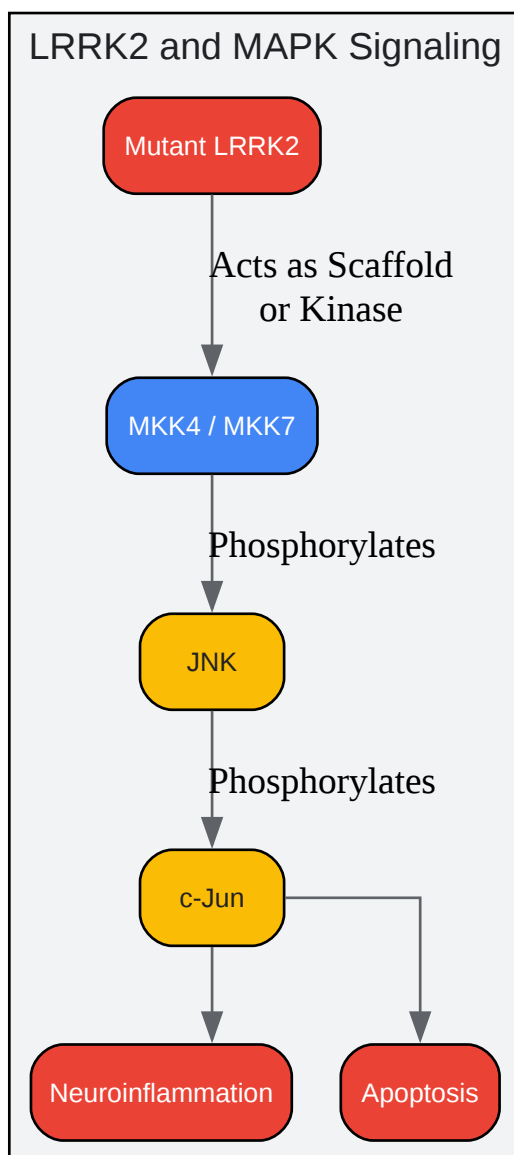 LRRK2 and MAPK Signaling
Mutant LRRK2
Acts as Scaffold
or Kinase
MKK4 / MKK7
Phosphorylates
JNK
Phosphorylates
c-Jun
Neuroinflammation
Apoptosis